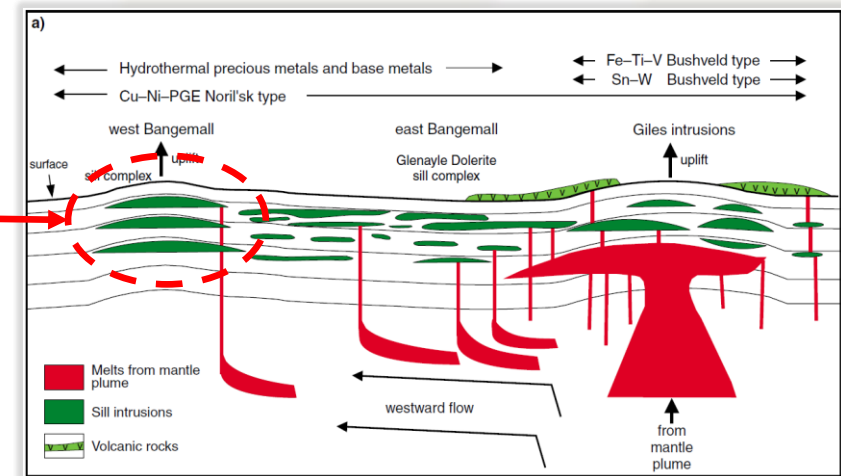 a)
Fe–Ti–V Bushveld type
Hydrothermal precious metals and base metals
Sn–W Bushveld type
Cu–Ni–PGE Noril'sk type
west Bangemall
east Bangemall
Giles intrusions
surface
uplift
sill complex
Glenayle Dolerite
sill complex
uplift
Melts from mantle
plume
Sill intrusions
Volcanic rocks
westward flow
from
mantle
plume